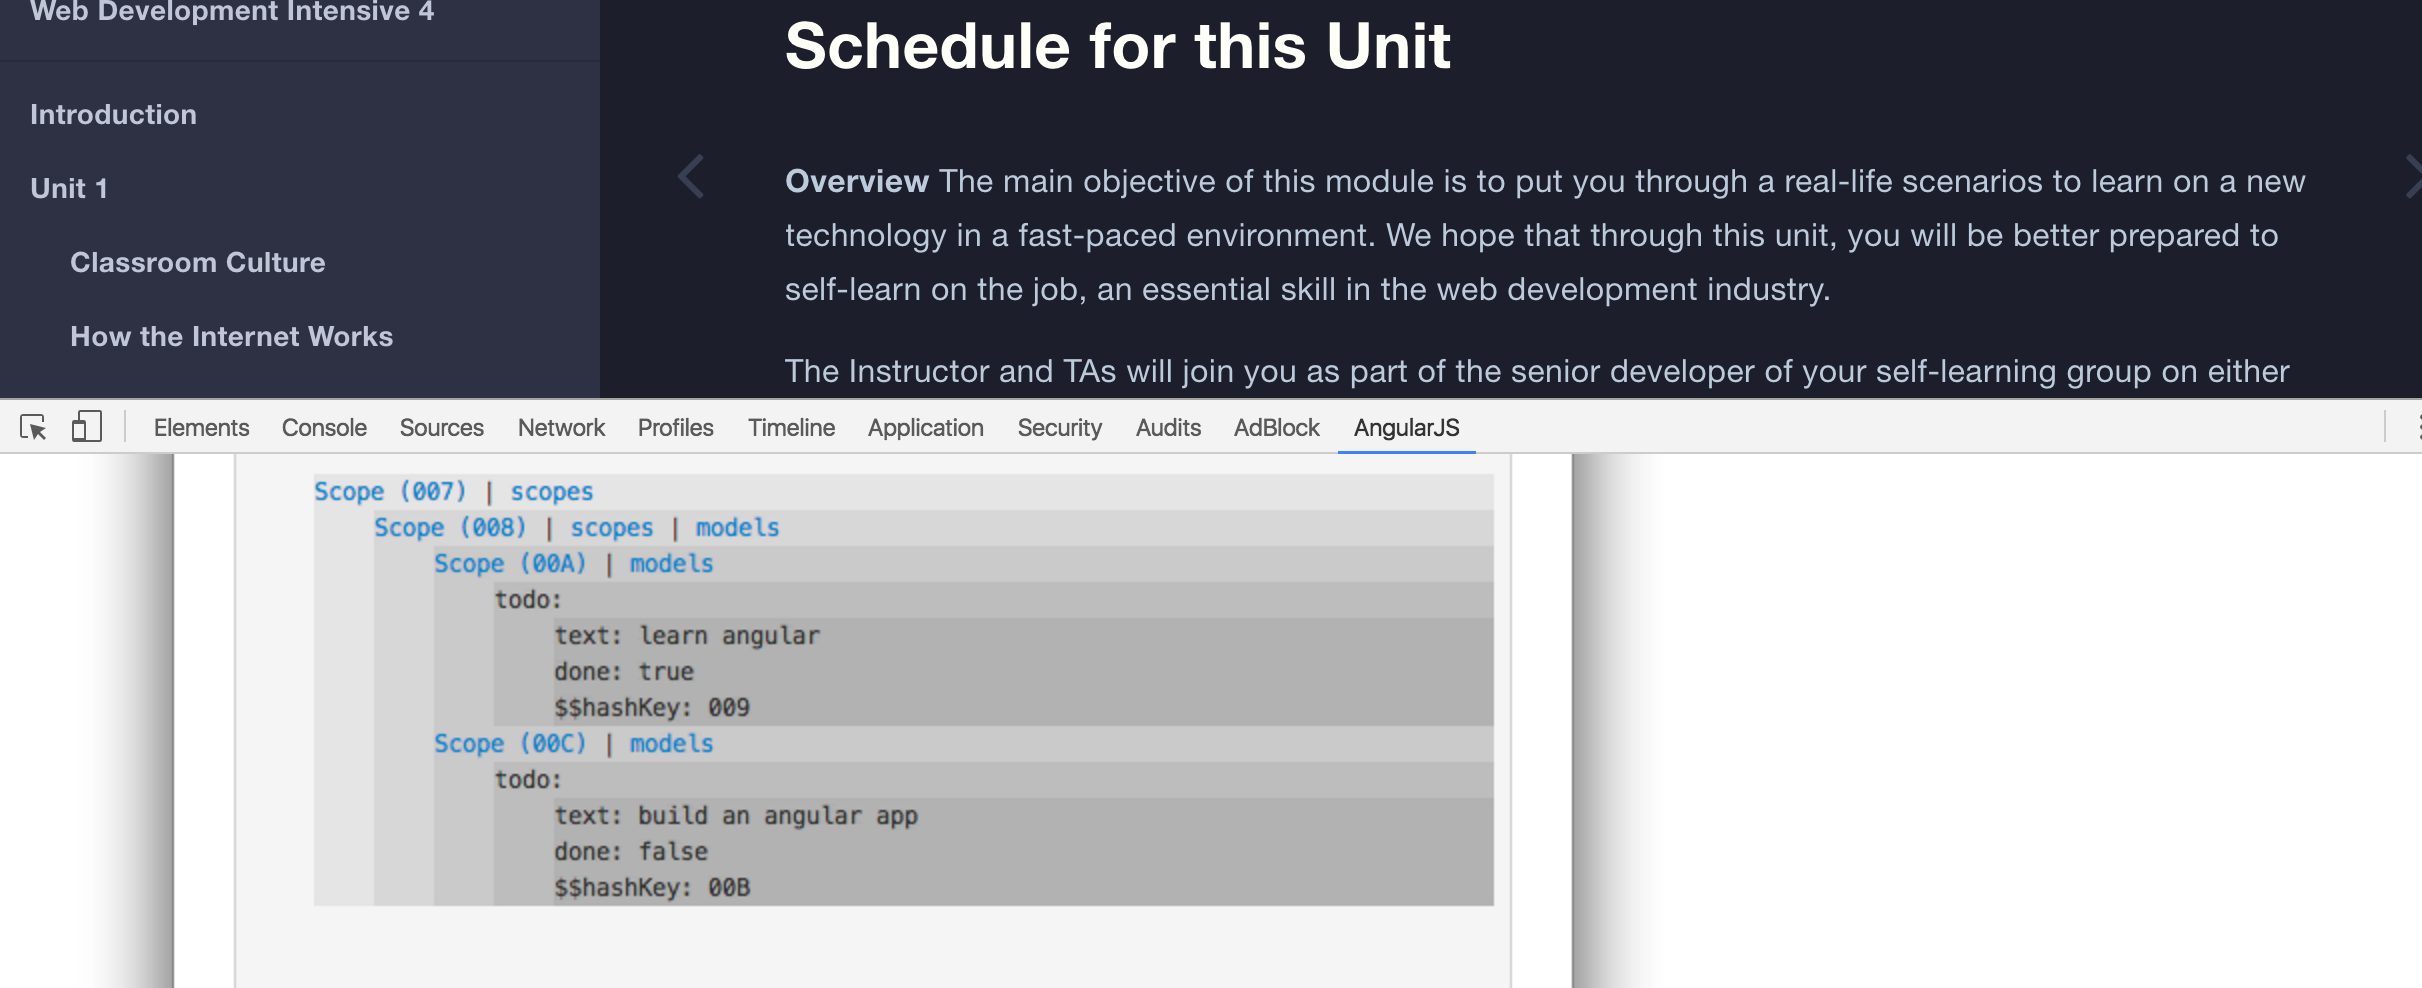 Web Development Intensive 4
Introduction
Unit 1
Classroom Culture
How the Internet Works
Schedule for this Unit
Overview The main objective of this module is to put you through a real-life scenarios to learn on a new
technology in a fast-paced environment. We hope that through this unit, you will be better prepared to
self-learn on the job, an essential skill in the web development industry.
The Instructor and TAs will join you as part of the senior developer of your self-learning group on either
Elements Console Sources Network Profiles Timeline Application Security Audits AdBlock AngularJS
Scope (007) | scopes
Scope (008) | scopes | models
Scope (00A) | models
todo:
text: learn angular
done: true
$$hashKey: 009
Scope (00C) | models
todo:
text: build an angular app
done: false
$$hashKey: 00B